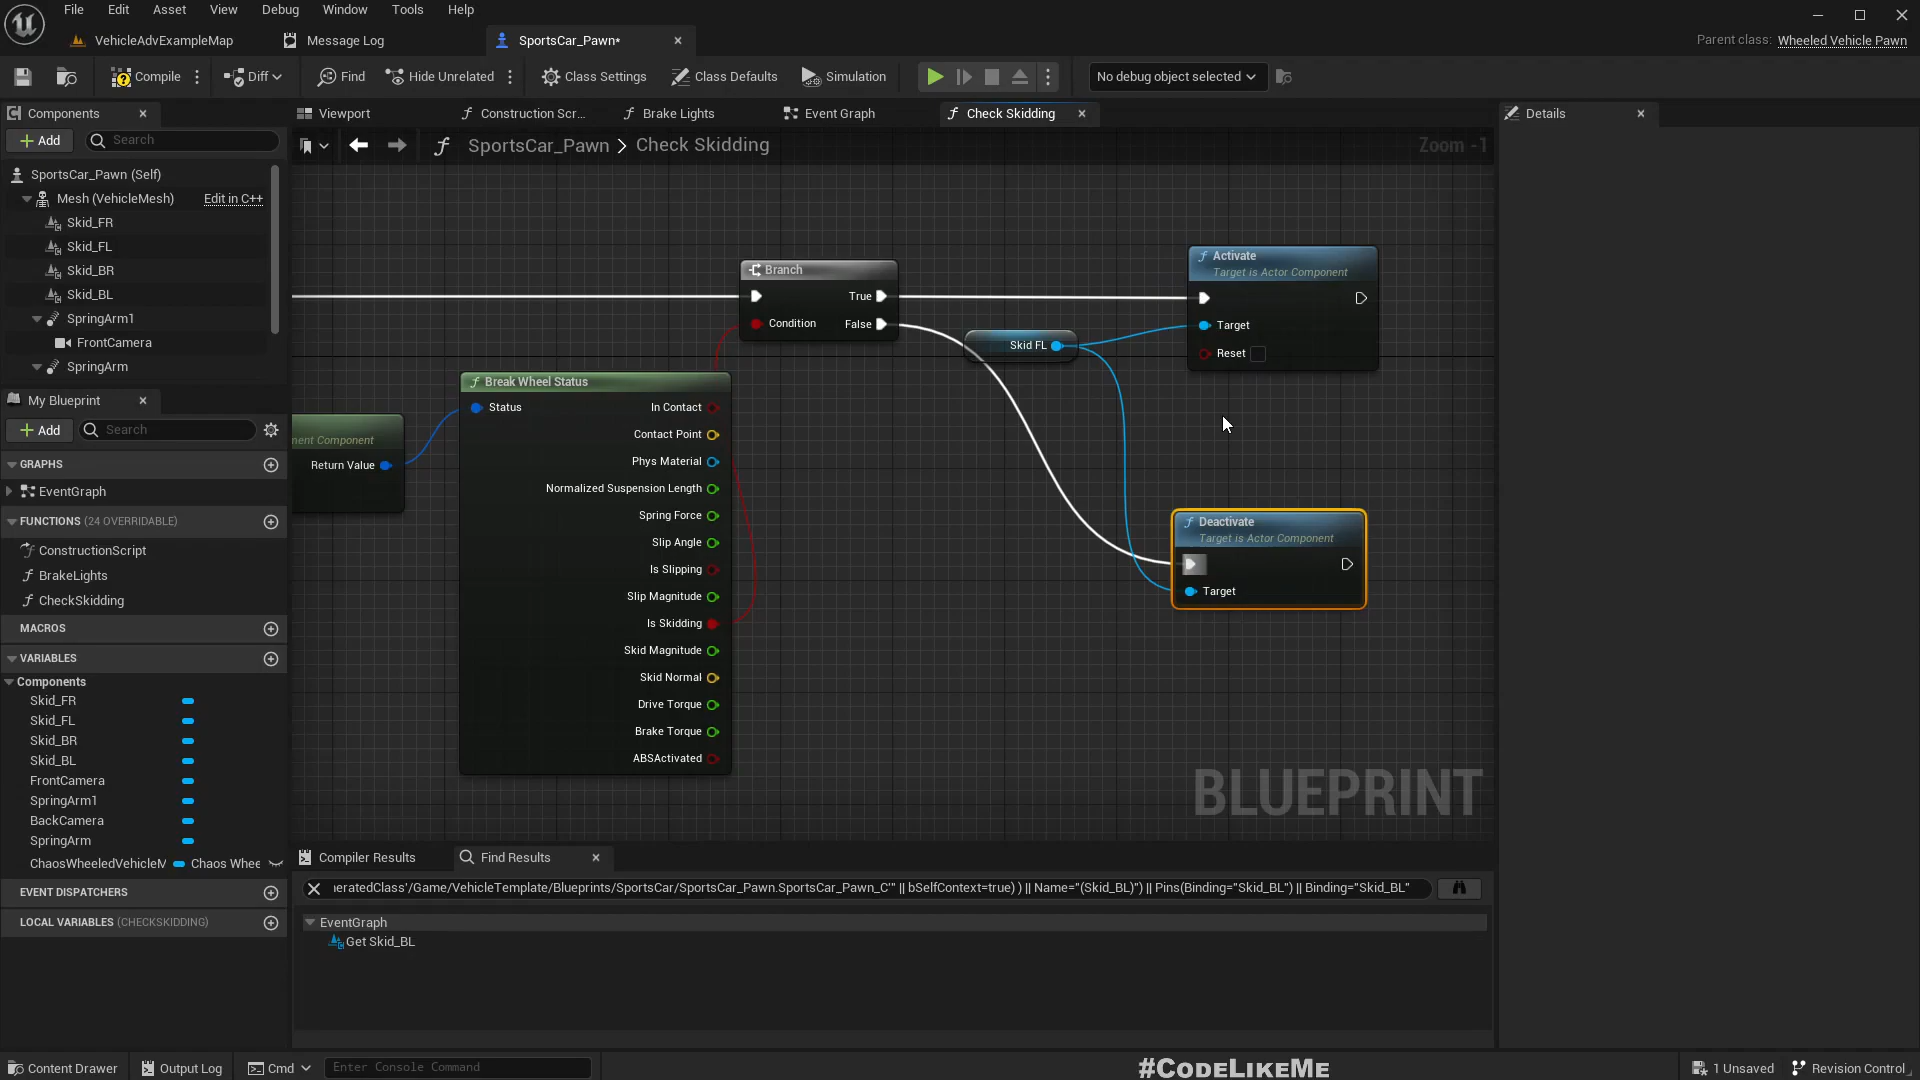 File Edit Asset View Debug Window Tools Help
VehicleAdvExampleMap Message Log SportsCar_Pawn*
Parent class: Wheeled Vehicle Pawn
Compile Diff Find Hide Unrelated Class Settings Class Defaults Simulation No debug object selected
Components
Add Search
SportsCar_Pawn (Self)
Mesh (VehicleMesh) Edit in C++
Skid_FR
Skid_FL
Skid_BR
Skid_BL
SpringArm1
FrontCamera
SpringArm
My Blueprint
Add Search
GRAPHS
EventGraph
FUNCTIONS (24 OVERRIDABLE)
ConstructionScript
BrakeLights
CheckSkidding
MACROS
VARIABLES
Components
Skid_FR
Skid_FL
Skid_BR
Skid_BL
FrontCamera
SpringArm1
BackCamera
SpringArm
ChaosWheeledVehicleM Chaos Whee
EVENT DISPATCHERS
LOCAL VARIABLES (CHECKSKIDDING)
Viewport Construction Scr... Brake Lights Event Graph Check Skidding
SportsCar_Pawn > Check Skidding
Zoom -1
Branch
True
Condition False
Skid FL
Activate
Target is Actor Component
Target
Reset
nent Component
Return Value
Break Wheel Status
Status In Contact
Contact Point
Phys Material
Normalized Suspension Length
Spring Force
Slip Angle
Is Slipping
Slip Magnitude
Is Skidding
Skid Magnitude
Skid Normal
Drive Torque
Brake Torque
ABSActivated
Deactivate
Target is Actor Component
Target
BLUEPRINT
Compiler Results Find Results
eratedClass'/Game/VehicleTemplate/Blueprints/SportsCar/SportsCar_Pawn.SportsCar_Pawn_C'" || bSelfContext=true) ) || Name="(Skid_BL)") || Pins(Binding="Skid_BL") || Binding="Skid_BL"
EventGraph
Get Skid_BL
Details
Content Drawer Output Log Cmd Enter Console Command
#CodeLikeMe
1 Unsaved Revision Control